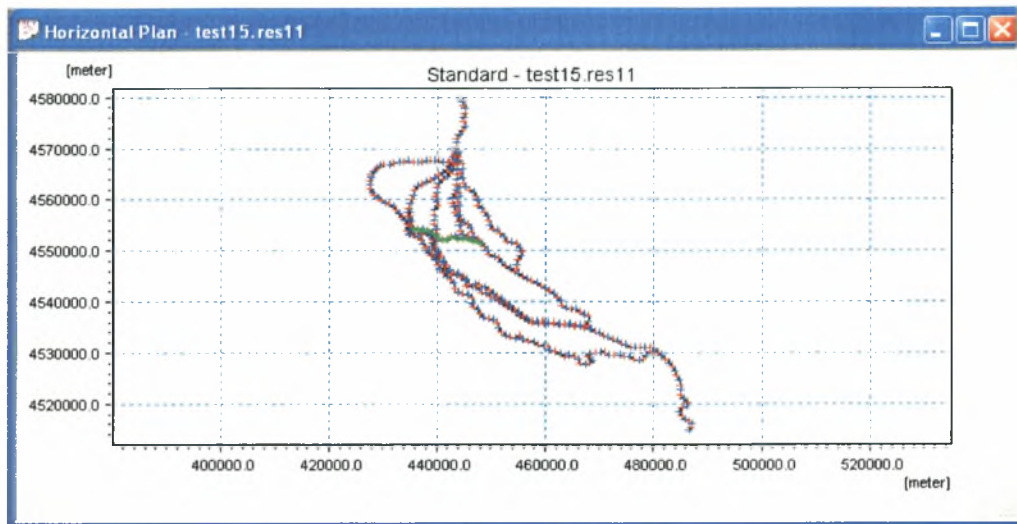 Horizontal Plan - test15.res11
[meter]
Standard - test15.res11
4580000.0
4570000.0
4560000.0
4550000.0
4540000.0
4530000.0
4520000.0
400000.0 420000.0 440000.0 460000.0 480000.0 500000.0 520000.0
[meter]